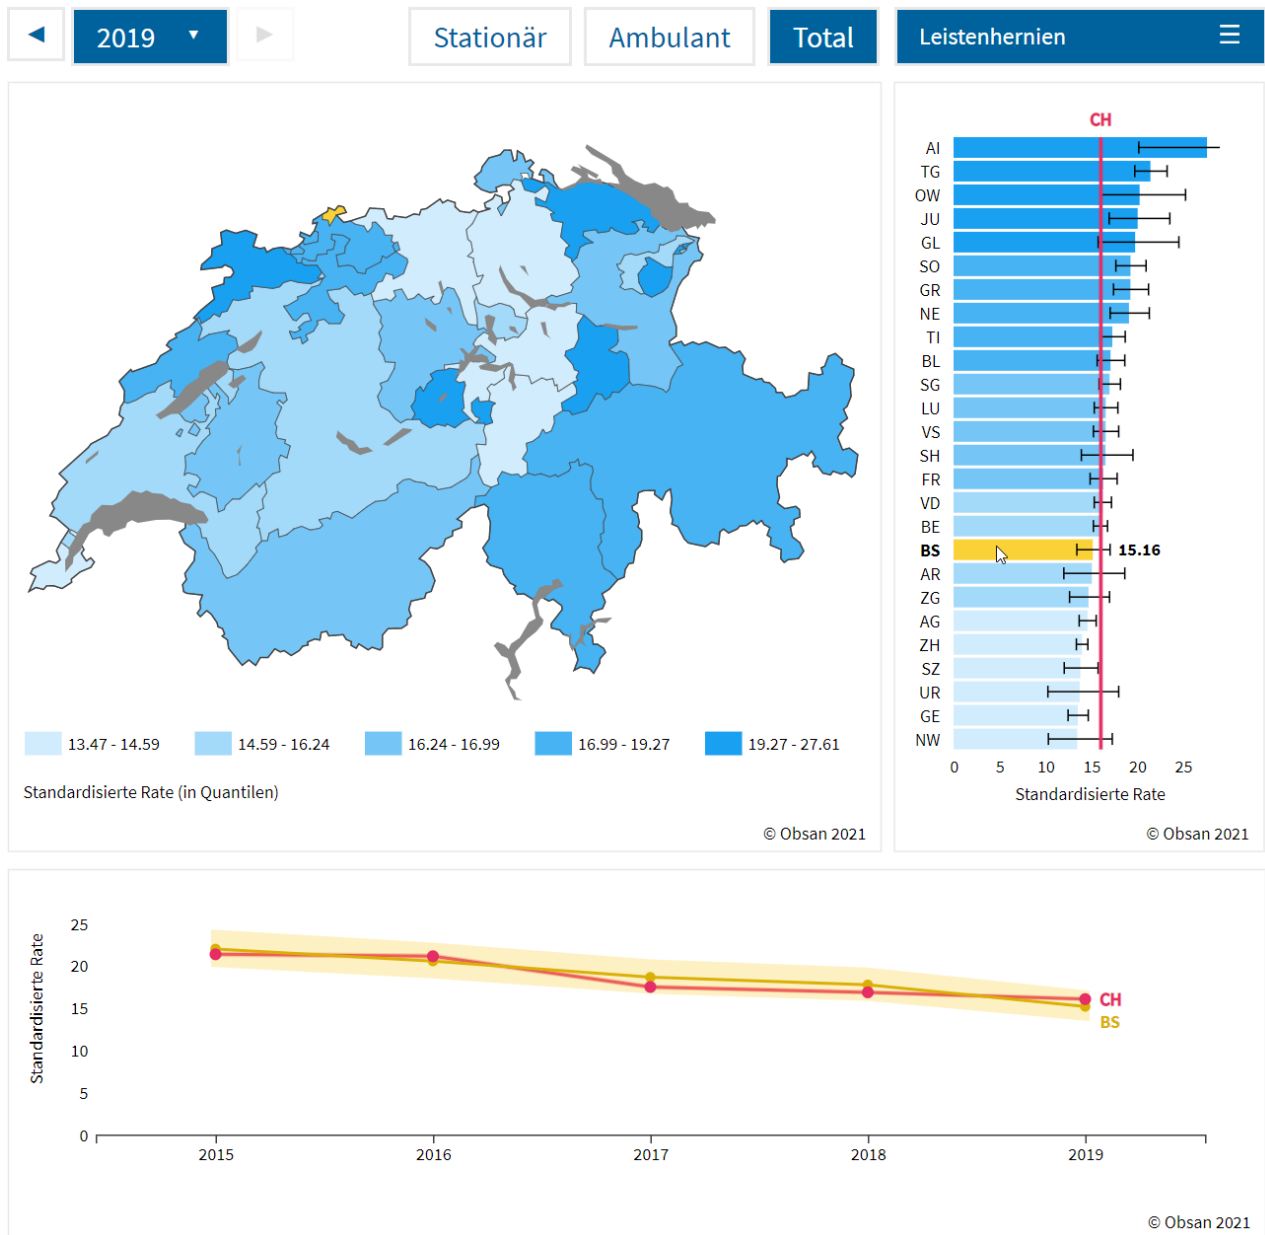 2019
Stationär
Ambulant
Total
Leistenhernien
CH
AI
TG
OW
JU
GL
SO
GR
NE
TI
BL
SG
LU
VS
SH
FR
VD
BE
BS 15.16
AR
ZG
AG
ZH
SZ
UR
GE
NW
0 5 10 15 20 25
Standardisierte Rate
© Obsan 2021
13.47 - 14.59
14.59 - 16.24
16.24 - 16.99
16.99 - 19.27
19.27 - 27.61
Standardisierte Rate (in Quantilen)
© Obsan 2021
Standardisierte Rate
25
20
15
10
5
0
CH
BS
2015 2016 2017 2018 2019
© Obsan 2021